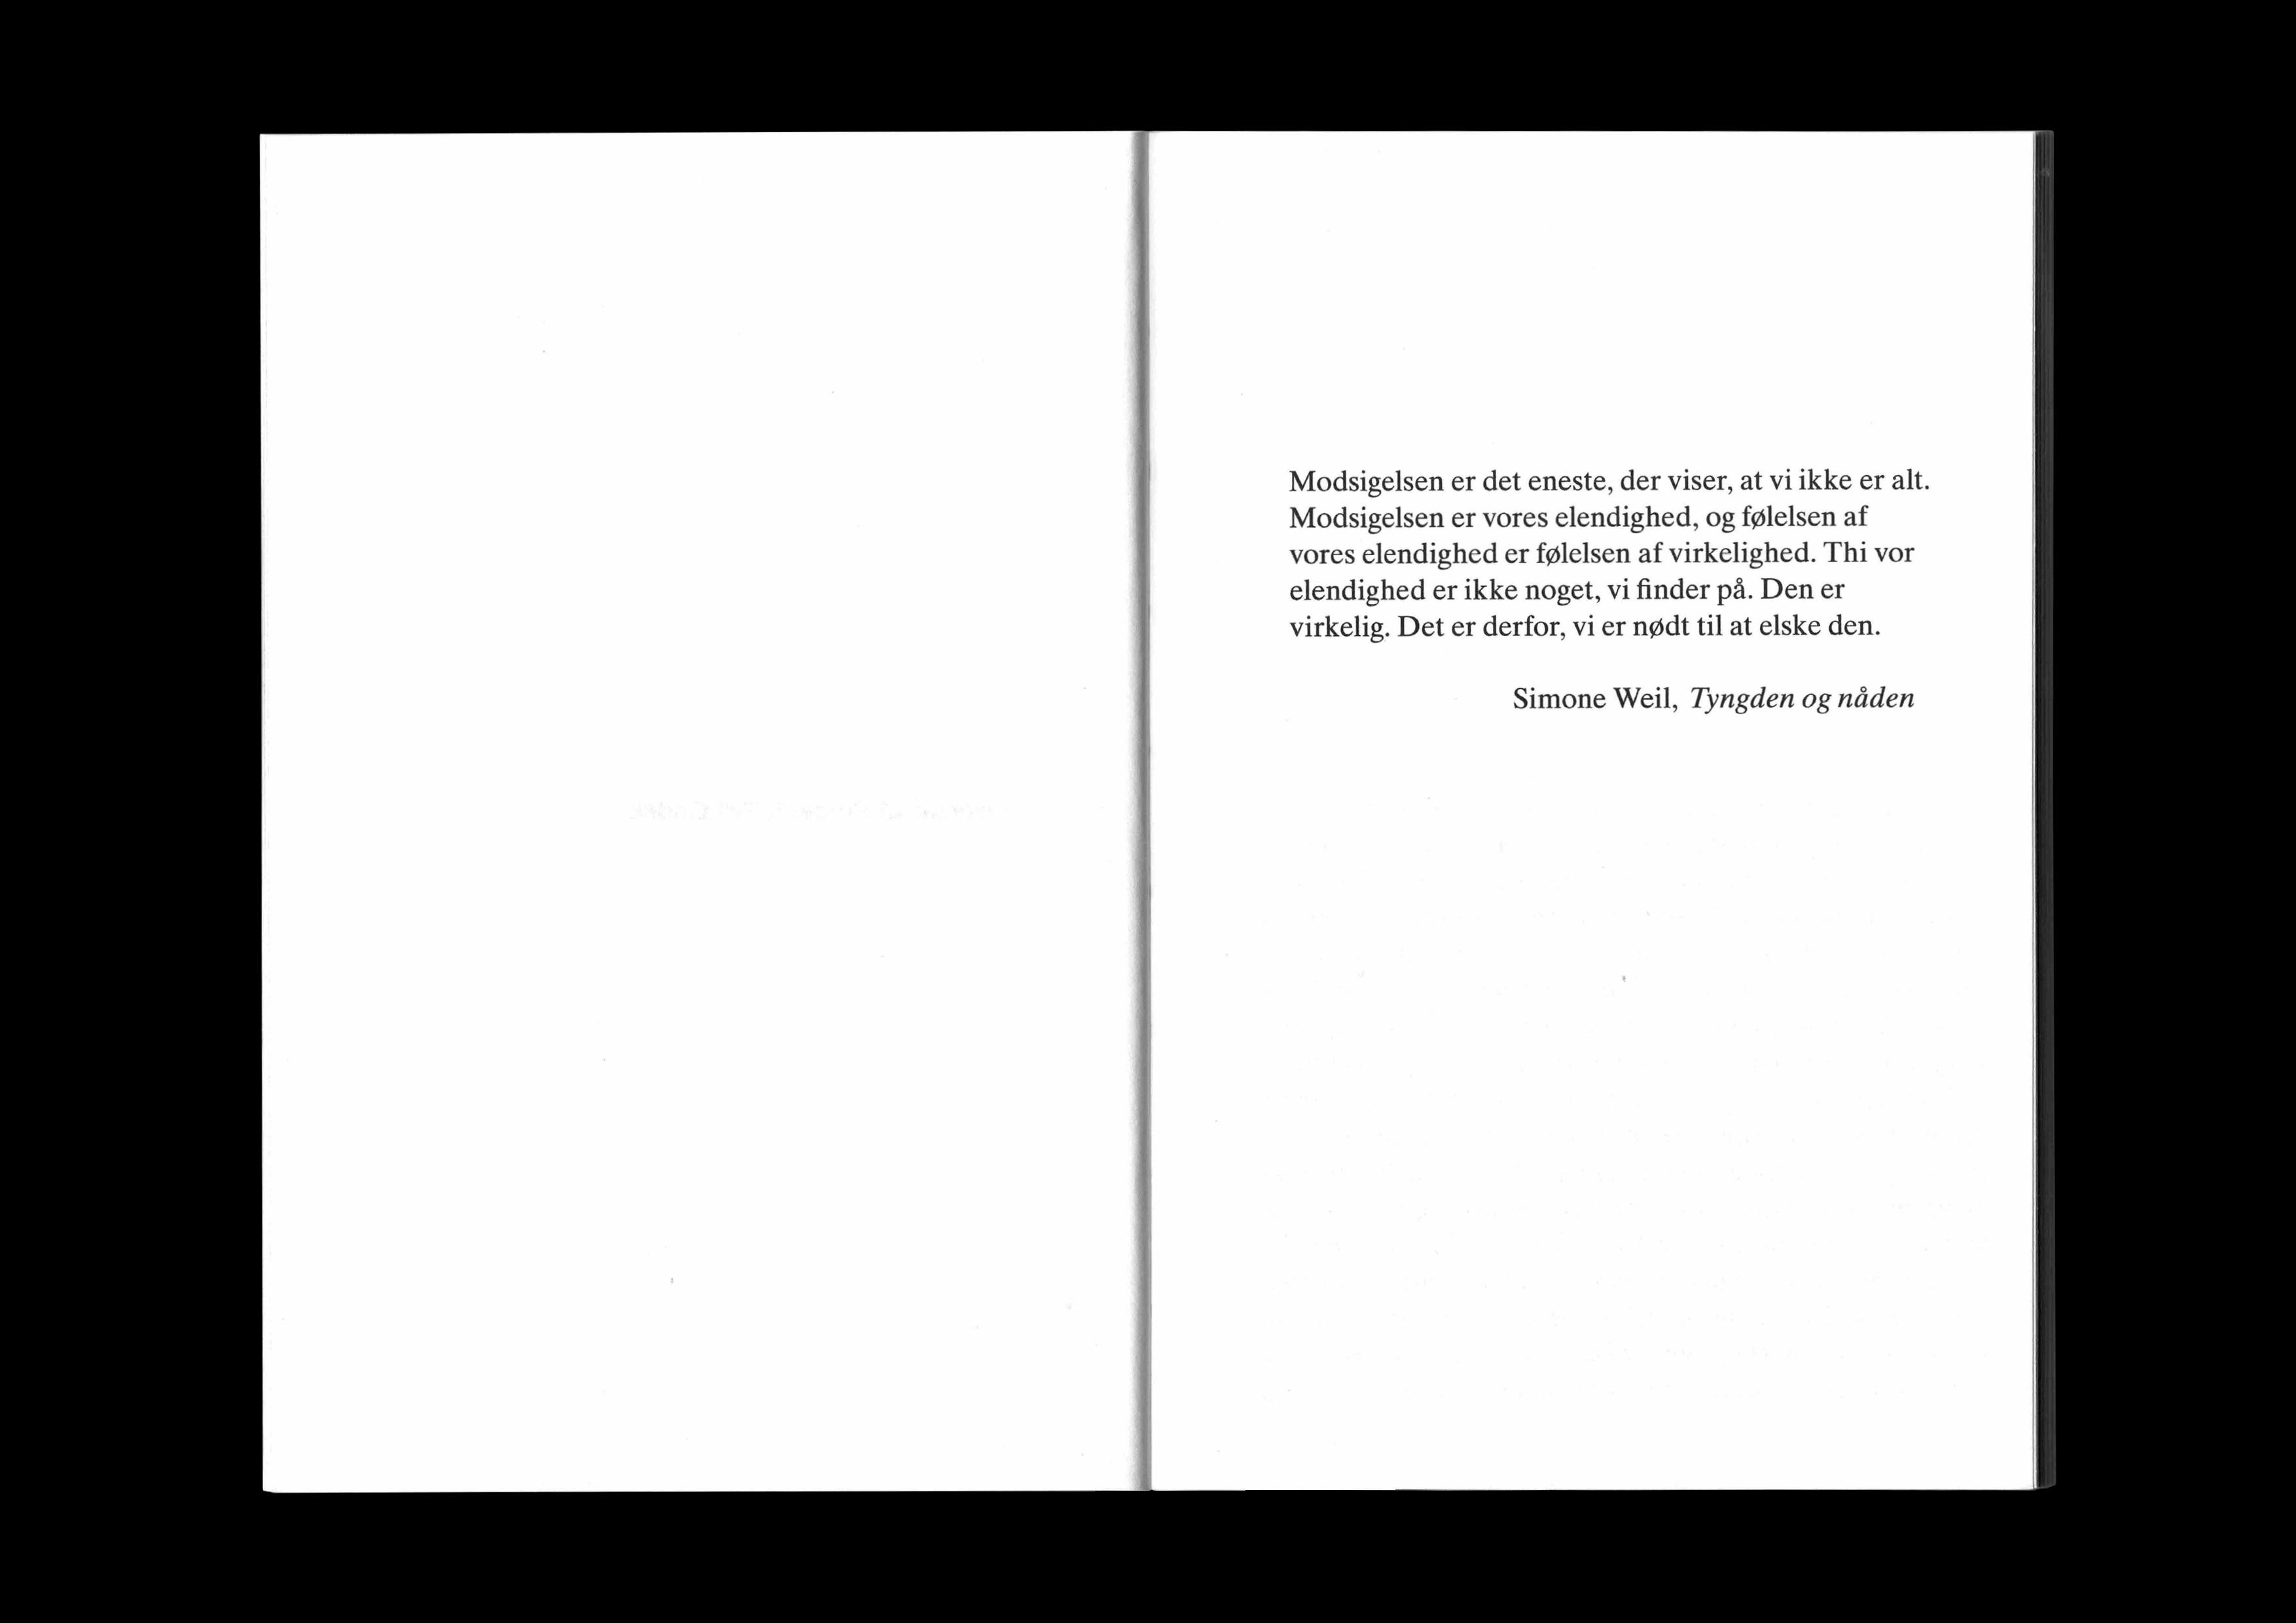 Modsigelsen er det eneste, der viser, at vi ikke er alt.
Modsigelsen er vores elendighed, og følelsen af
vores elendighed er følelsen af virkelighed. Thi vor
elendighed er ikke noget, vi finder på. Den er
virkelig. Det er derfor, vi er nødt til at elske den.
Simone Weil, Tyngden og nåden